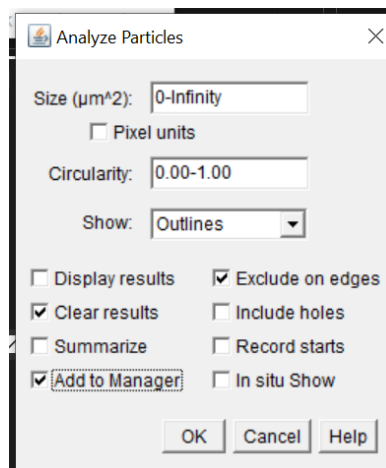 Analyze Particles
Size (µm^2): 0-Infinity
Pixel units
Circularity: 0.00-1.00
Show: Outlines
Display results Exclude on edges
Clear results Include holes
Summarize Record starts
Add to Manager In situ Show
OK Cancel Help